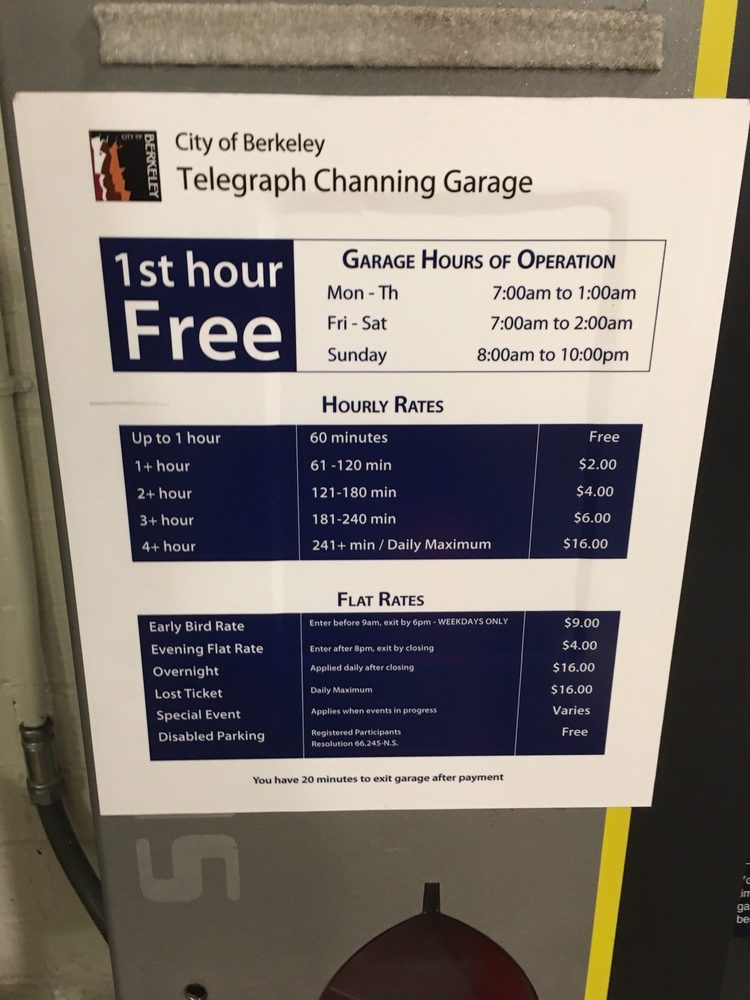 CITY OF
BERKELEY
City of Berkeley
Telegraph Channing Garage
1st hour
Free
GARAGE HOURS OF OPERATION
Mon - Th 7:00am to 1:00am
Fri - Sat 7:00am to 2:00am
Sunday 8:00am to 10:00pm
HOURLY RATES
Up to 1 hour 60 minutes Free
1+ hour 61 -120 min $2.00
2+ hour 121-180 min $4.00
3+ hour 181-240 min $6.00
4+ hour 241+ min / Daily Maximum $16.00
FLAT RATES
Early Bird Rate Enter before 9am, exit by 6pm - WEEKDAYS ONLY $9.00
Evening Flat Rate Enter after 8pm, exit by closing $4.00
Overnight Applied daily after closing $16.00
Lost Ticket Daily Maximum $16.00
Special Event Applies when events in progress Varies
Disabled Parking Registered Participants Free
Resolution 66,245-N.S.
You have 20 minutes to exit garage after payment